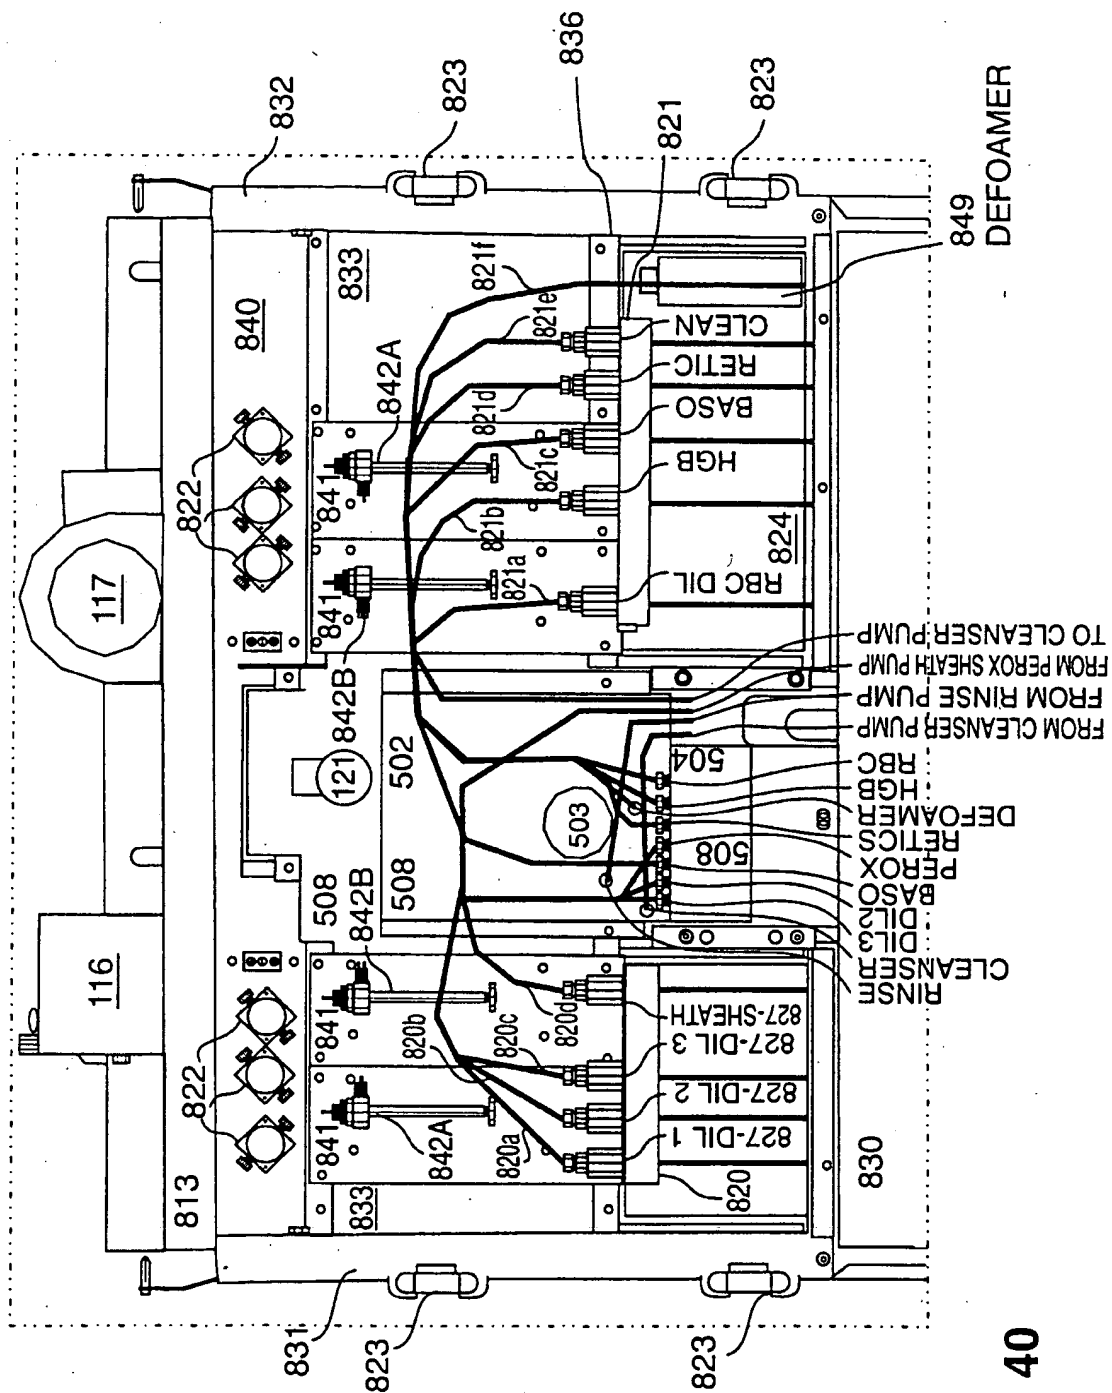 116
117
813
822
822
840
832
823
841
841
841
841
842A
842B
842B
842A
833
833
508
508
502
121
503
504
508
836
821
823
820a
820b
820c
820d
821a
821b
821c
821d
821e
821f
827-DIL 1
827-DIL 2
827-DIL 3
827-SHEATH
RBC DIL
HGB
BASO
RETIC
CLEAN
820
830
824
849
DEFOAMER
TO CLEANSER PUMP
FROM PEROX SHEATH PUMP
FROM RINSE PUMP
FROM CLEANSER PUMP
RBC
HGB
DEFOAMER
RETICS
PEROX
BASO
DIL2
DIL3
CLEANSER
RINSE
831
823
823
40